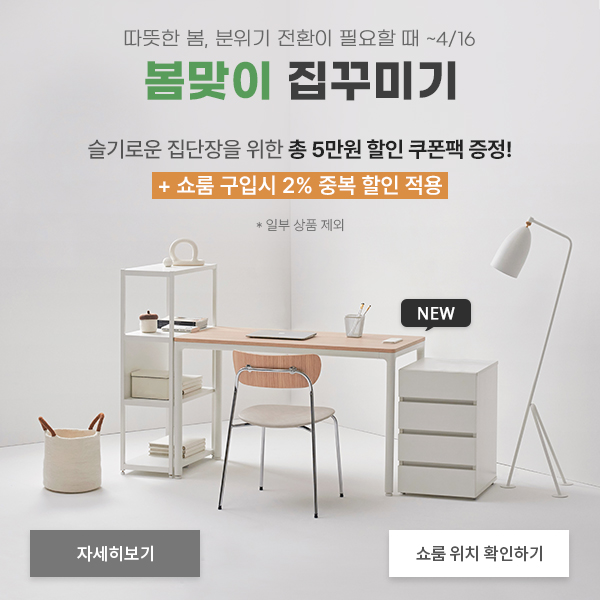 따뜻한 봄, 분위기 전환이 필요할 때 ~4/16
봄맞이 집꾸미기
슬기로운 집단장을 위한 총 5만원 할인 쿠폰팩 증정!
+ 쇼룸 구입시 2% 중복 할인 적용
* 일부 상품 제외
NEW
자세히보기
쇼룸 위치 확인하기